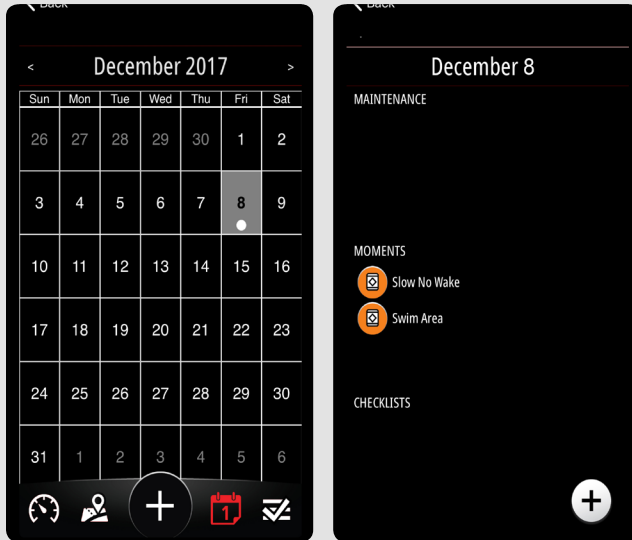 Back
< December 2017 >
Sun Mon Tue Wed Thu Fri Sat
26 27 28 29 30 1 2
3 4 5 6 7 8 9
10 11 12 13 14 15 16
17 18 19 20 21 22 23
24 25 26 27 28 29 30
31 1 2 3 4 5 6
1
Back
December 8
MAINTENANCE
MOMENTS
Slow No Wake
Swim Area
CHECKLISTS